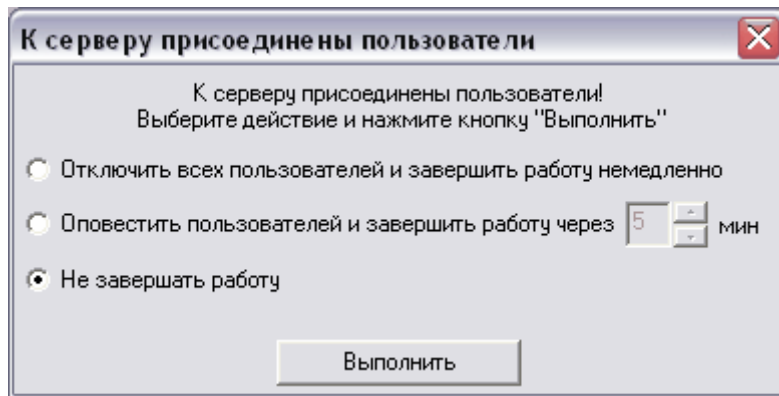 К серверу присоединены пользователи
К серверу присоединены пользователи!
Выберите действие и нажмите кнопку "Выполнить"
Отключить всех пользователей и завершить работу немедленно
Оповестить пользователей и завершить работу через 5 мин
Не завершать работу
Выполнить